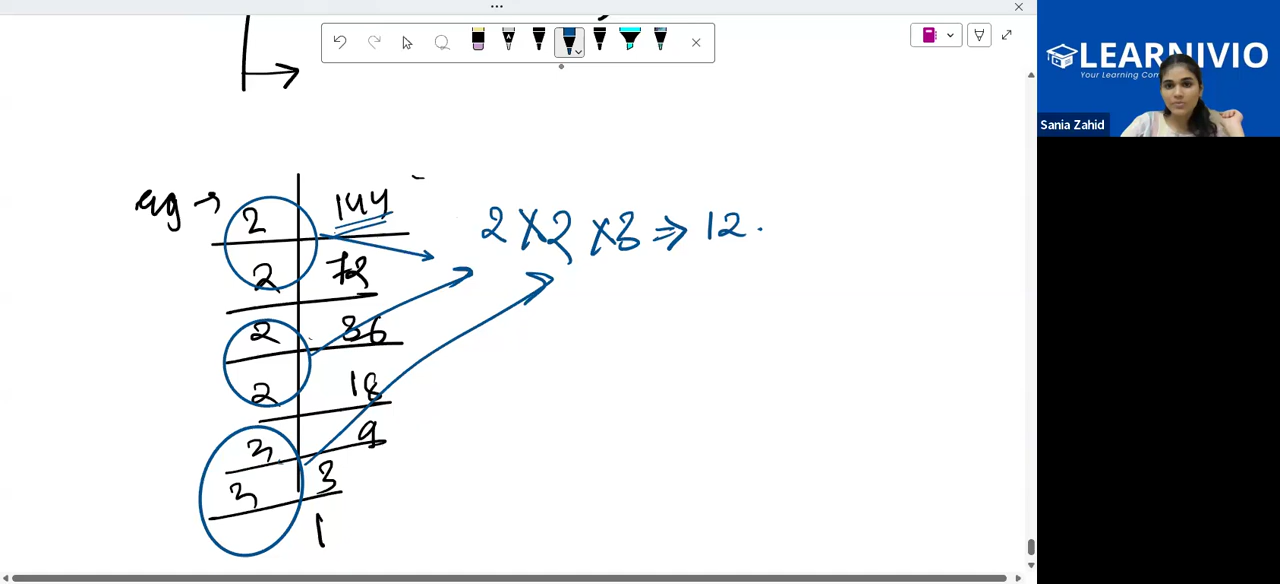 LEARNIVIO
Your Learning Com
Sania Zahid
eg → 2 144
2 72
2 36
2 18
3 9
3 3
1
2 × 2 × 3 ⇒ 12.